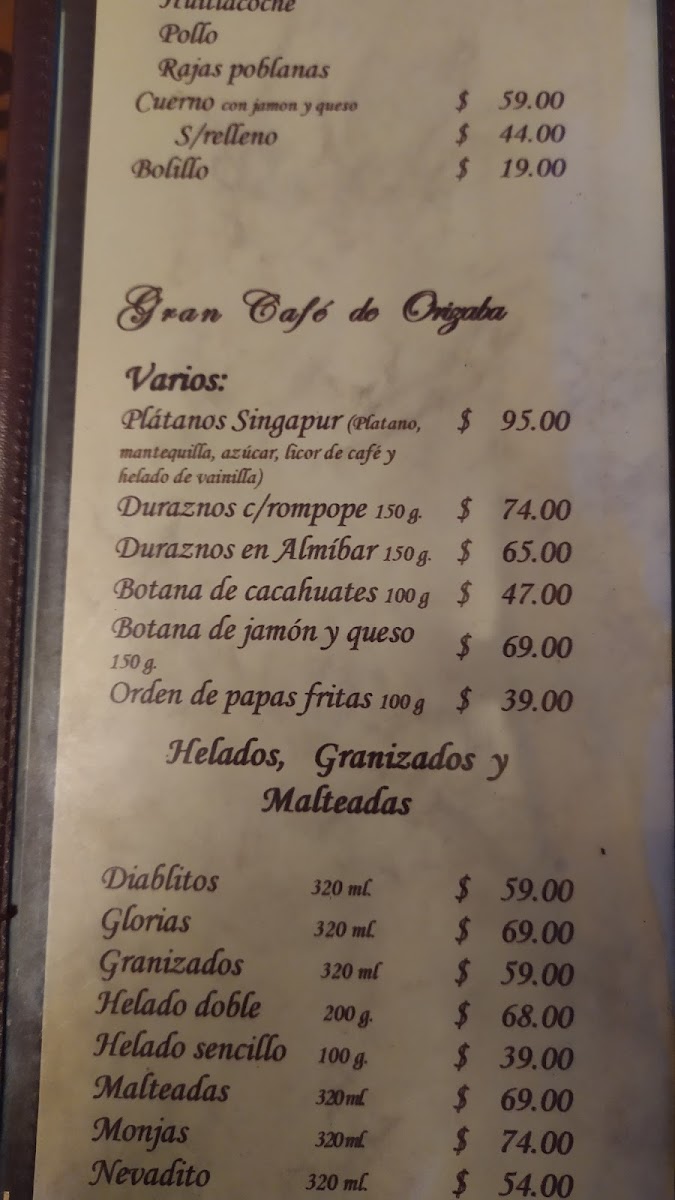 Huitlacoche
Pollo
Rajas poblanas
Cuerno con jamon y queso $ 59.00
S/relleno $ 44.00
Bolillo $ 19.00
Gran Café de Orizaba
Varios:
Plátanos Singapur (Platano, $ 95.00
mantequilla, azúcar, licor de café y
helado de vainilla)
Duraznos c/rompope 150 g. $ 74.00
Duraznos en Almíbar 150 g. $ 65.00
Botana de cacahuates 100 g $ 47.00
Botana de jamón y queso $ 69.00
150 g.
Orden de papas fritas 100 g $ 39.00
Helados, Granizados y
Malteadas
Diablitos 320 ml. $ 59.00
Glorias 320 ml. $ 69.00
Granizados 320 ml $ 59.00
Helado doble 200 g. $ 68.00
Helado sencillo 100 g. $ 39.00
Malteadas 320 ml. $ 69.00
Monjas 320 ml. $ 74.00
Nevadito 320 ml. $ 54.00